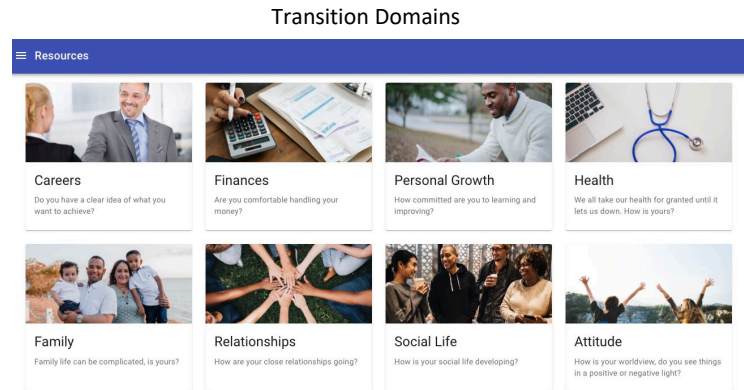 Transition Domains
Resources
Careers
Do you have a clear idea of what you
want to achieve?
Finances
Are you comfortable handling your
money?
Personal Growth
How committed are you to learning and
improving?
Health
We all take our health for granted until it
lets us down. How is yours?
Family
Family life can be complicated, is yours?
Relationships
How are your close relationships going?
Social Life
How is your social life developing?
Attitude
How is your worldview, do you see things
in a positive or negative light?